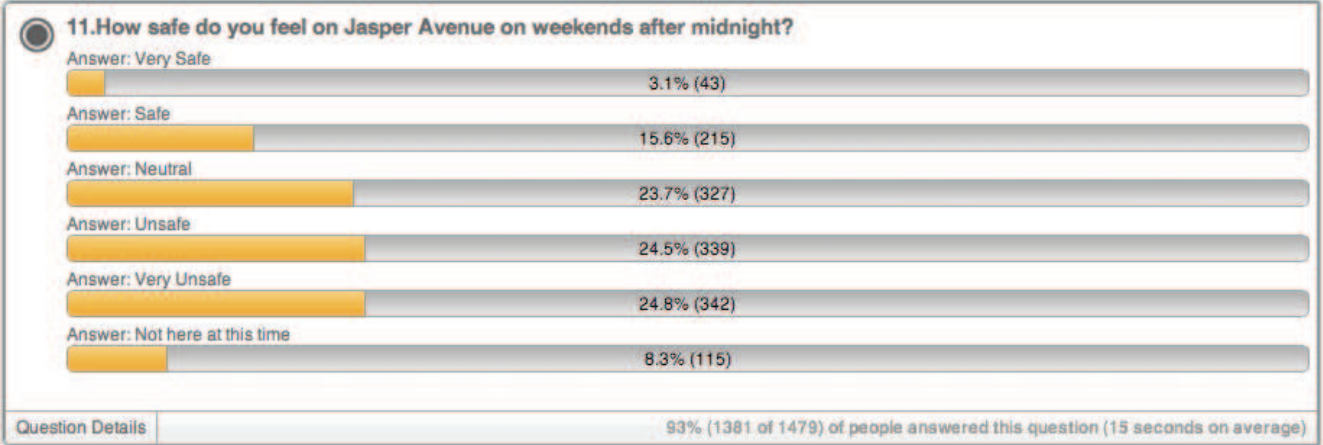 11.How safe do you feel on Jasper Avenue on weekends after midnight?
Answer: Very Safe
3.1% (43)
Answer: Safe
15.6% (215)
Answer: Neutral
23.7% (327)
Answer: Unsafe
24.5% (339)
Answer: Very Unsafe
24.8% (342)
Answer: Not here at this time
8.3% (115)
Question Details 93% (1381 of 1479) of people answered this question (15 seconds on average)